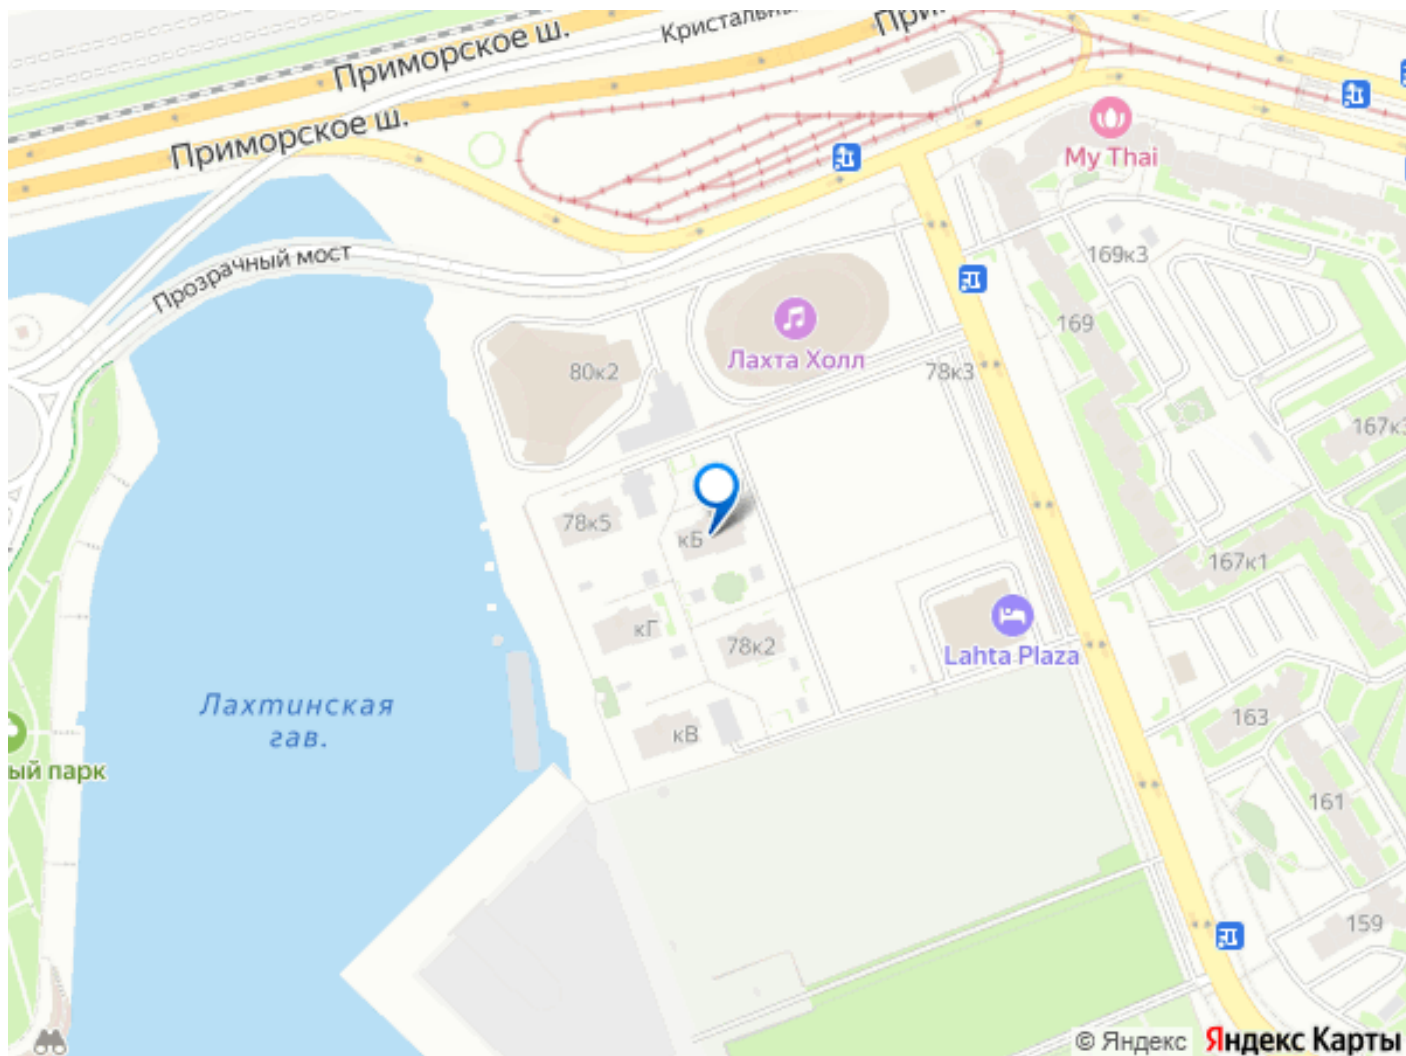 Кристальн
При
Приморское ш.
Приморское ш.
My Thai
Прозрачный мост
169к3
169
Лахта Холл
80к2
78к3
167к3
78к5
кБ
167к1
кГ
78к2
Lahta Plaza
Лахтинская
гав.
кВ
163
ый парк
161
159
© Яндекс
Яндекс Карты